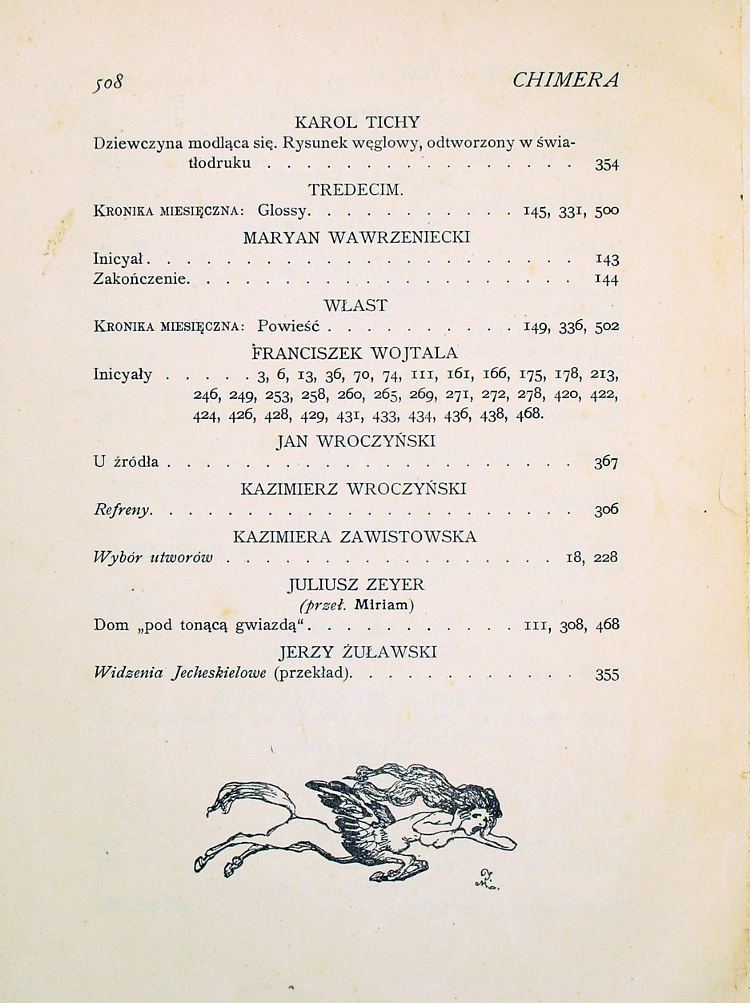 508 CHIMERA
KAROL TICHY
Dziewczyna modląca się. Rysunek węglowy, odtworzony w świa-
tłodruku . . . . . . . . . . . . . . . 354
TREDECIM.
KRONIKA MIESIĘCZNA: Glossy. . . . . . . . . . . 145, 331, 500
MARYAN WAWRZENIECKI
Inicyał . . . . . . . . . . . . . . . . . . . . . 143
Zakończenie. . . . . . . . . . . . . . . . . . . 144
WŁAST
KRONIKA MIESIĘCZNA: Powieść . . . . . . . . . . 149, 336, 502
FRANCISZEK WOJTALA
Inicyały . . . . . 3, 6, 13, 36, 70, 74, 111, 161, 166, 175, 178, 213,
246, 249, 253, 258, 260, 265, 269, 271, 272, 278, 420, 422,
424, 426, 428, 429, 431, 433, 434, 436, 438, 468.
JAN WROCZYŃSKI
U źródła . . . . . . . . . . . . . . . . . . . . 367
KAZIMIERZ WROCZYŃSKI
Refreny. . . . . . . . . . . . . . . . . . . . . 306
KAZIMIERA ZAWISTOWSKA
Wybór utworów . . . . . . . . . . . . . . . . . 18, 228
JULIUSZ ZEYER
(przeł. Miriam)
Dom „pod tonącą gwiazdą“. . . . . . . . . . . 111, 308, 468
JERZY ŻUŁAWSKI
Widzenia Jecheskielowe (przekład). . . . . . . . . . . 355